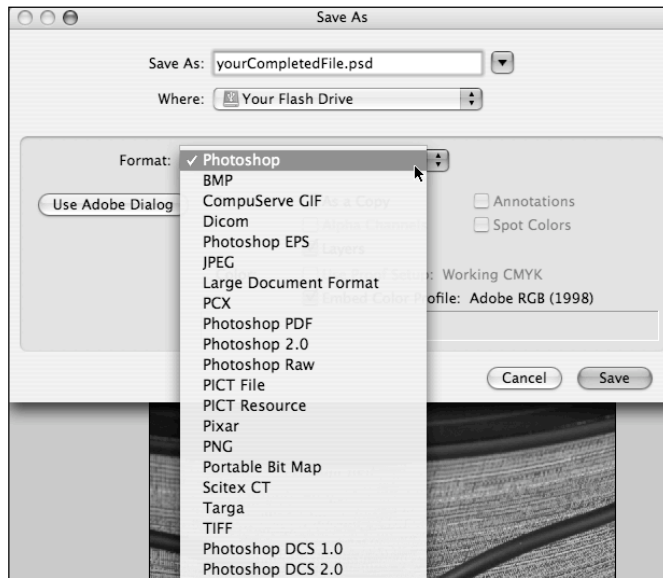 Save As
Save As: yourCompletedFile.psd
Where: Your Flash Drive
Format: ✓ Photoshop
BMP
CompuServe GIF
Use Adobe Dialog
As a Copy
Annotations
Dicom
Alpha Channels
Spot Colors
Photoshop EPS
Layers
JPEG
Large Document Format
Setup: Working CMYK
PCX
Embed Color Profile: Adobe RGB (1998)
Photoshop PDF
Photoshop 2.0
Photoshop Raw
PICT File
Cancel
Save
PICT Resource
Pixar
PNG
Portable Bit Map
Scitex CT
Targa
TIFF
Photoshop DCS 1.0
Photoshop DCS 2.0